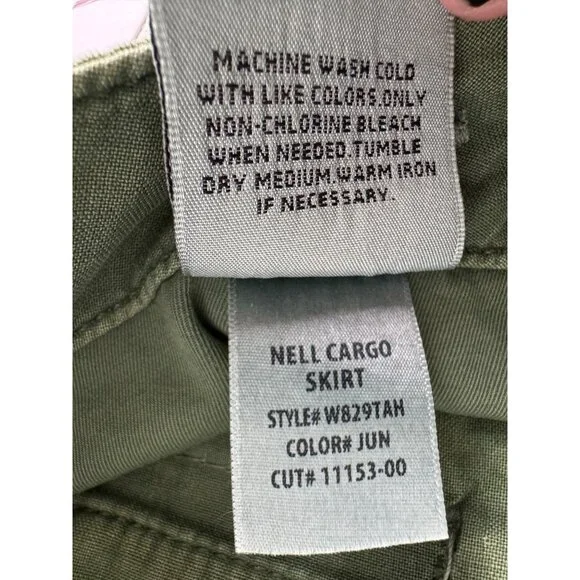 MACHINE WASH COLD
WITH LIKE COLORS.ONLY
NON-CHLORINE BLEACH
WHEN NEEDED.TUMBLE
DRY MEDIUM.WARM IRON
IF NECESSARY.
NELL CARGO
SKIRT
STYLE# W829TAH
COLOR# JUN
CUT# 11153-00